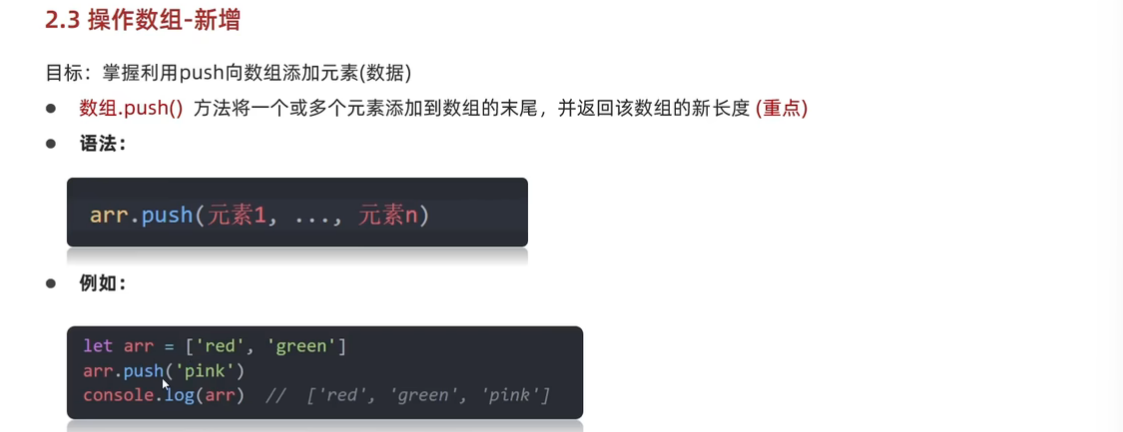 2.3 操作数组-新增
目标：掌握利用push向数组添加元素(数据)
● 数组.push() 方法将一个或多个元素添加到数组的末尾，并返回该数组的新长度 (重点)
● 语法：
arr.push(元素1, ..., 元素n)
● 例如：
let arr = ['red', 'green']
arr.push('pink')
console.log(arr)  //  ['red', 'green', 'pink']